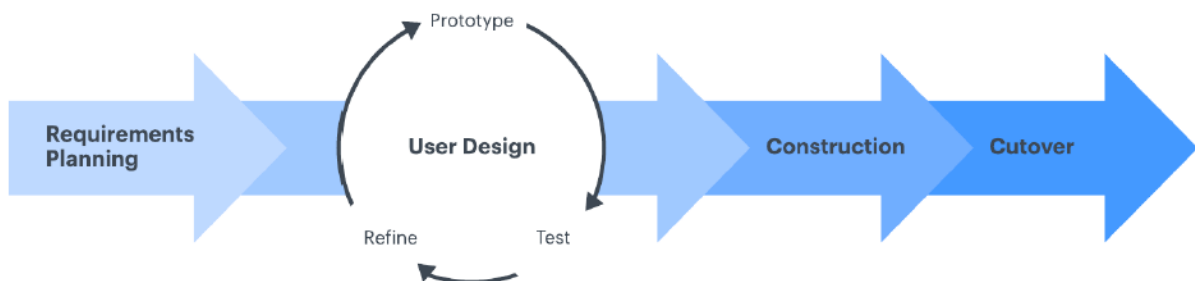 Prototype
Requirements
Planning
User Design
Construction
Cutover
Refine
Test